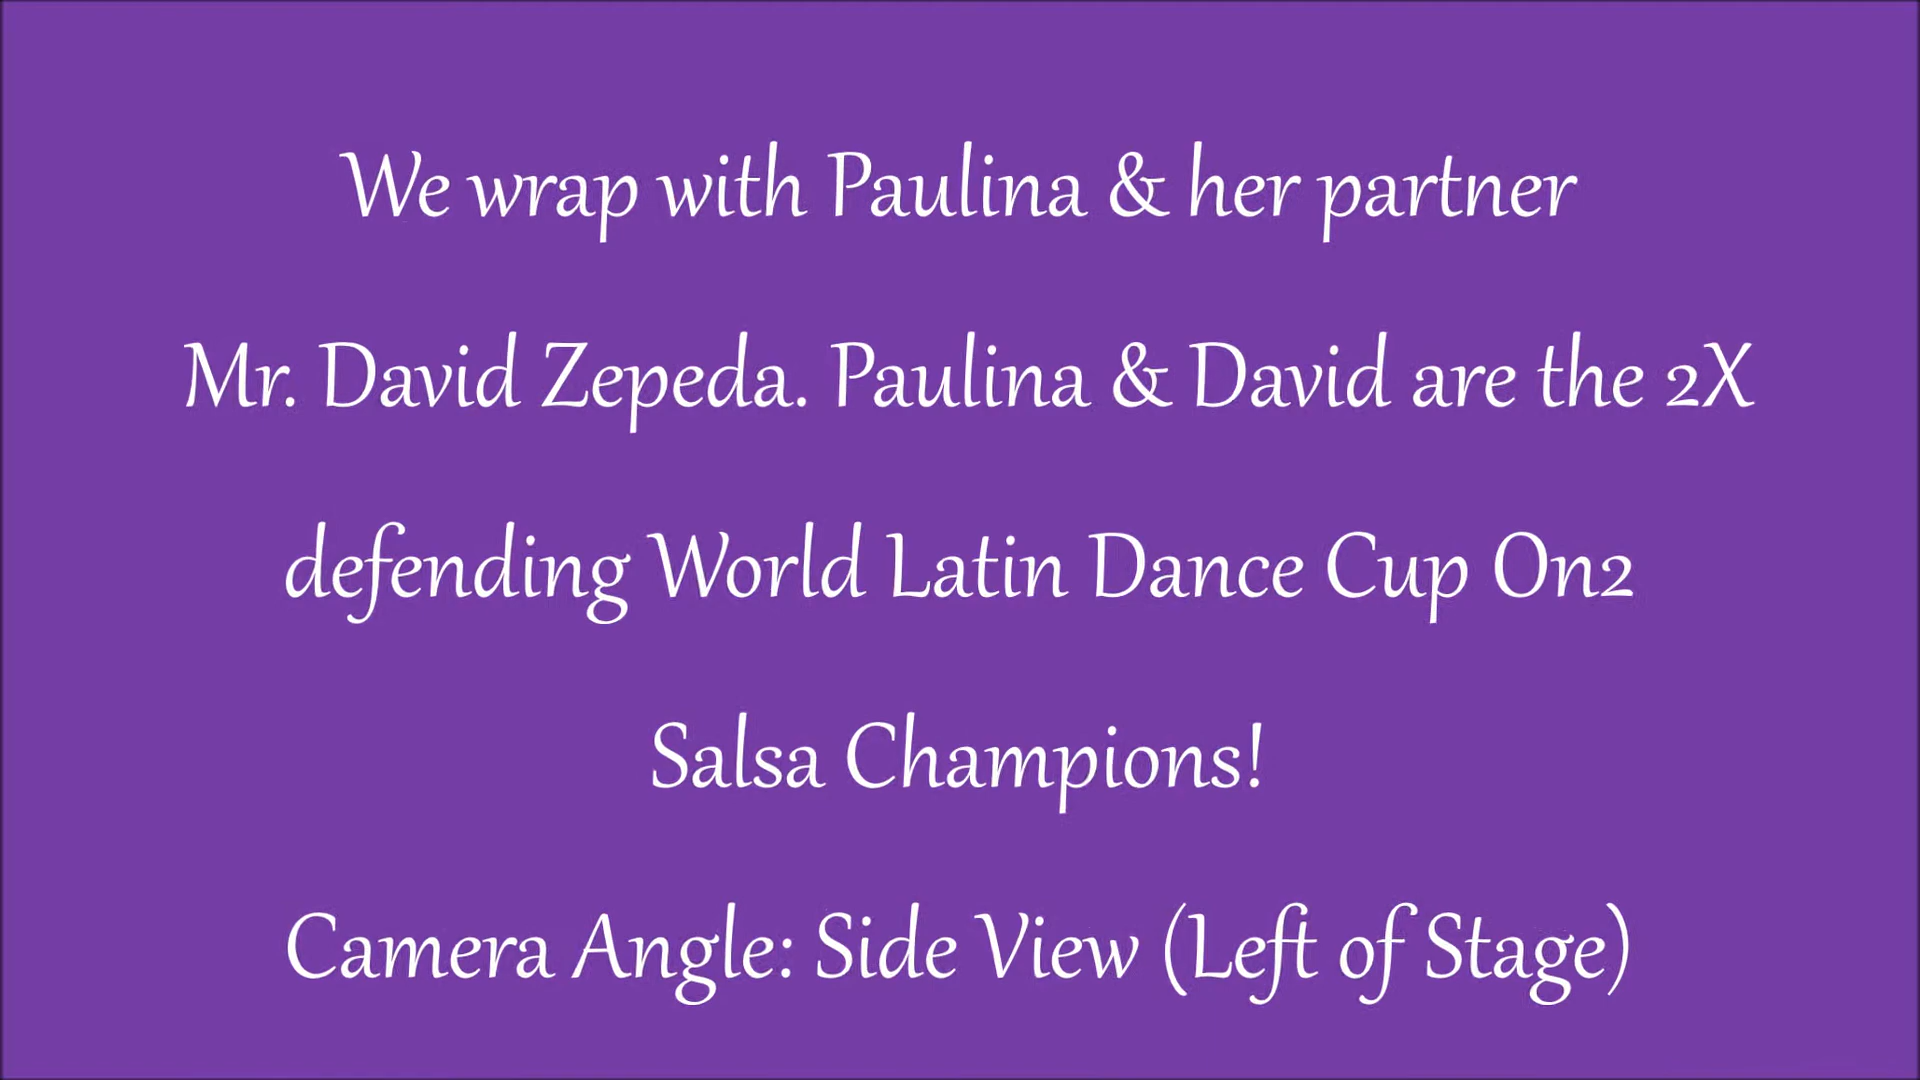 We wrap with Paulina & her partner
Mr. David Zepeda. Paulina & David are the 2X
defending World Latin Dance Cup On2
Salsa Champions!
Camera Angle: Side View (Left of Stage)